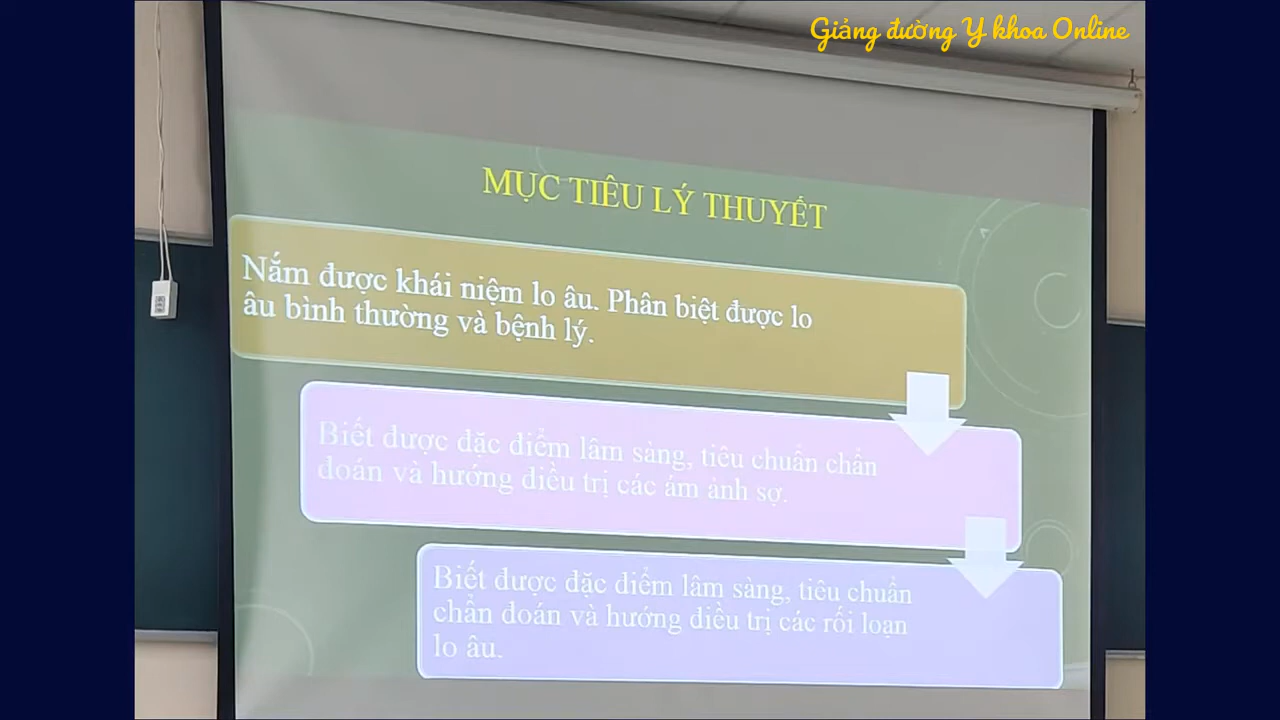 Giảng đường Y khoa Online
MỤC TIÊU LÝ THUYẾT
Nắm được khái niệm lo âu. Phân biệt được lo
âu bình thường và bệnh lý.
Biết được đặc điểm lâm sàng, tiêu chuẩn chẩn
đoán và hướng điều trị các ám ảnh sợ.
Biết được đặc điểm lâm sàng, tiêu chuẩn
chẩn đoán và hướng điều trị các rối loạn
lo âu.